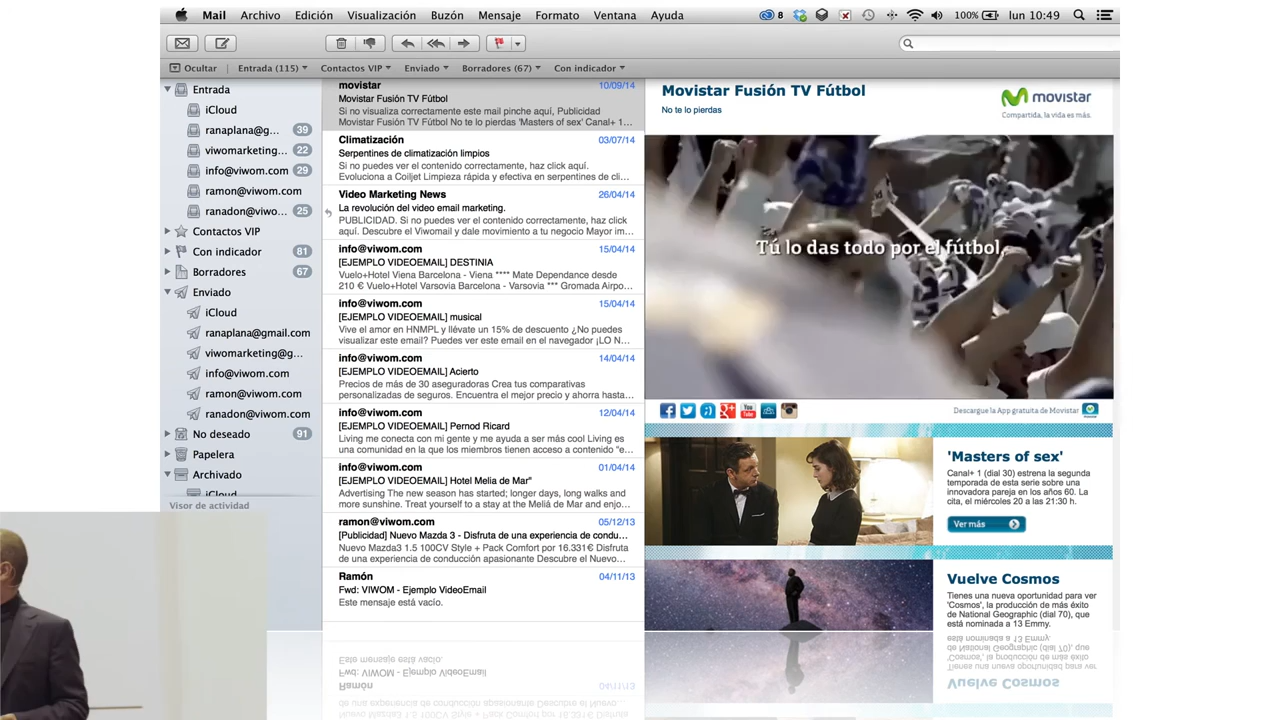 Mail Archivo Edición Visualización Buzón Mensaje Formato Ventana Ayuda 8 100% lun 10:49
Ocultar Entrada (115) Contactos VIP Enviado Borradores (67) Con indicador
Entrada
iCloud
ranaplana@g... 39
viwomarketing... 22
info@viwom.com 29
ramon@viwom.com
ranadon@viwo... 25
Contactos VIP
Con indicador 81
Borradores 67
Enviado
iCloud
ranaplana@gmail.com
viwomarketing@g...
info@viwom.com
ramon@viwom.com
ranadon@viwom.com
No deseado 91
Papelera
Archivado
iCloud
Visor de actividad
movistar 10/09/14
Movistar Fusión TV Fútbol
Si no visualiza correctamente este mail pinche aquí, Publicidad
Movistar Fusión TV Fútbol No te lo pierdas 'Masters of sex' Canal+ 1...
Climatización 03/07/14
Serpentines de climatización limpios
Si no puedes ver el contenido correctamente, haz click aquí.
Evoluciona a Coiljet Limpieza rápida y efectiva en serpentines de cli...
Video Marketing News 26/04/14
La revolución del vídeo email marketing.
PUBLICIDAD. Si no puedes ver el contenido correctamente, haz click
aquí. Descubre el Viwomail y dale movimiento a tu negocio Mayor im...
info@viwom.com 15/04/14
[EJEMPLO VIDEOEMAIL] DESTINIA
Vuelo+Hotel Viena Barcelona - Viena **** Mate Dependance desde
210 € Vuelo+Hotel Varsovia Barcelona - Varsovia *** Gromada Airpo...
info@viwom.com 15/04/14
[EJEMPLO VIDEOEMAIL] musical
Vive el amor en HNMPL y llévate un 15% de descuento ¿No puedes
visualizar este email? Puedes ver este email en el navegador ¡LO N...
info@viwom.com 14/04/14
[EJEMPLO VIDEOEMAIL] Acierto
Precios de más de 30 aseguradoras Crea tus comparativas
personalizadas de seguros. Encuentra el mejor precio y ahorra hasta...
info@viwom.com 12/04/14
[EJEMPLO VIDEOEMAIL] Pernod Ricard
Living me conecta con mi gente y me ayuda a ser más cool Living es
una comunidad en la que los miembros tienen acceso a contenido "e...
info@viwom.com 01/04/14
[EJEMPLO VIDEOEMAIL] Hotel Melia de Mar"
Advertising The new season has started; longer days, long walks and
more sunshine. Treat yourself to a stay at the Meliá de Mar and enjo...
ramon@viwom.com 05/12/13
[Publicidad] Nuevo Mazda 3 - Disfruta de una experiencia de condu...
Nuevo Mazda3 1.5 100CV Style + Pack Comfort por 16.331€ Disfruta
de una experiencia de conducción apasionante Descubre el Nuevo...
Ramón 04/11/13
Fwd: VIWOM - Ejemplo VideoEmail
Este mensaje está vacío.
Movistar Fusión TV Fútbol
No te lo pierdas
movistar
Compartida, la vida es más.
Tú lo das todo por el fútbol,
You Tube
Descargue la App gratuita de Movistar
'Masters of sex'
Canal+ 1 (dial 30) estrena la segunda
temporada de esta serie sobre una
innovadora pareja en los años 60. La
cita, el miércoles 20 a las 21:30 h.
Ver más
Vuelve Cosmos
Tienes una nueva oportunidad para ver
'Cosmos', la producción de más éxito
de National Geographic (dial 70), que
está nominada a 13 Emmy.